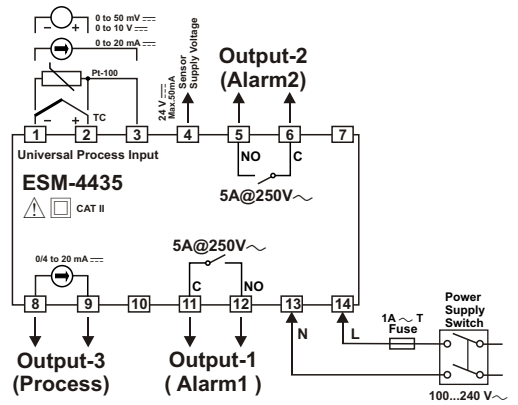 0 to 50 mV
0 to 10 V
– +
0 to 20 mA
Pt-100
– + TC
24 V
Max.50mA
Sensor
Supply Voltage
Output-2
(Alarm2)
1 2 3 4 5 6 7
Universal Process Input
NO C
5A@250V
ESM-4435
CAT II
0/4 to 20 mA
5A@250V
C NO
8 9 10 11 12 13 14
Output-3
(Process)
Output-1
( Alarm1 )
N
L
1A ~ T
Fuse
Power
Supply
Switch
100...240 V~